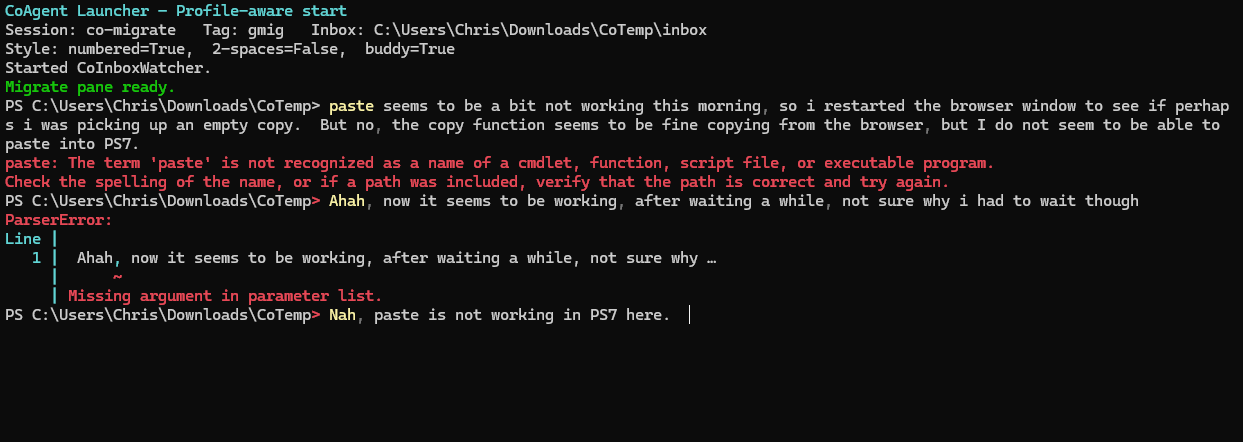 CoAgent Launcher - Profile-aware start
Session: co-migrate   Tag: gmig   Inbox: C:\Users\Chris\Downloads\CoTemp\inbox
Style: numbered=True,  2-spaces=False,  buddy=True
Started CoInboxWatcher.
Migrate pane ready.
PS C:\Users\Chris\Downloads\CoTemp> paste seems to be a bit not working this morning, so i restarted the browser window to see if perhap
s i was picking up an empty copy.  But no, the copy function seems to be fine copying from the browser, but I do not seem to be able to
paste into PS7.
paste: The term 'paste' is not recognized as a name of a cmdlet, function, script file, or executable program.
Check the spelling of the name, or if a path was included, verify that the path is correct and try again.
PS C:\Users\Chris\Downloads\CoTemp> Ahah, now it seems to be working, after waiting a while, not sure why i had to wait though
ParserError:
Line |
   1 |  Ahah, now it seems to be working, after waiting a while, not sure why …
     |      ~
     | Missing argument in parameter list.
PS C:\Users\Chris\Downloads\CoTemp> Nah, paste is not working in PS7 here.